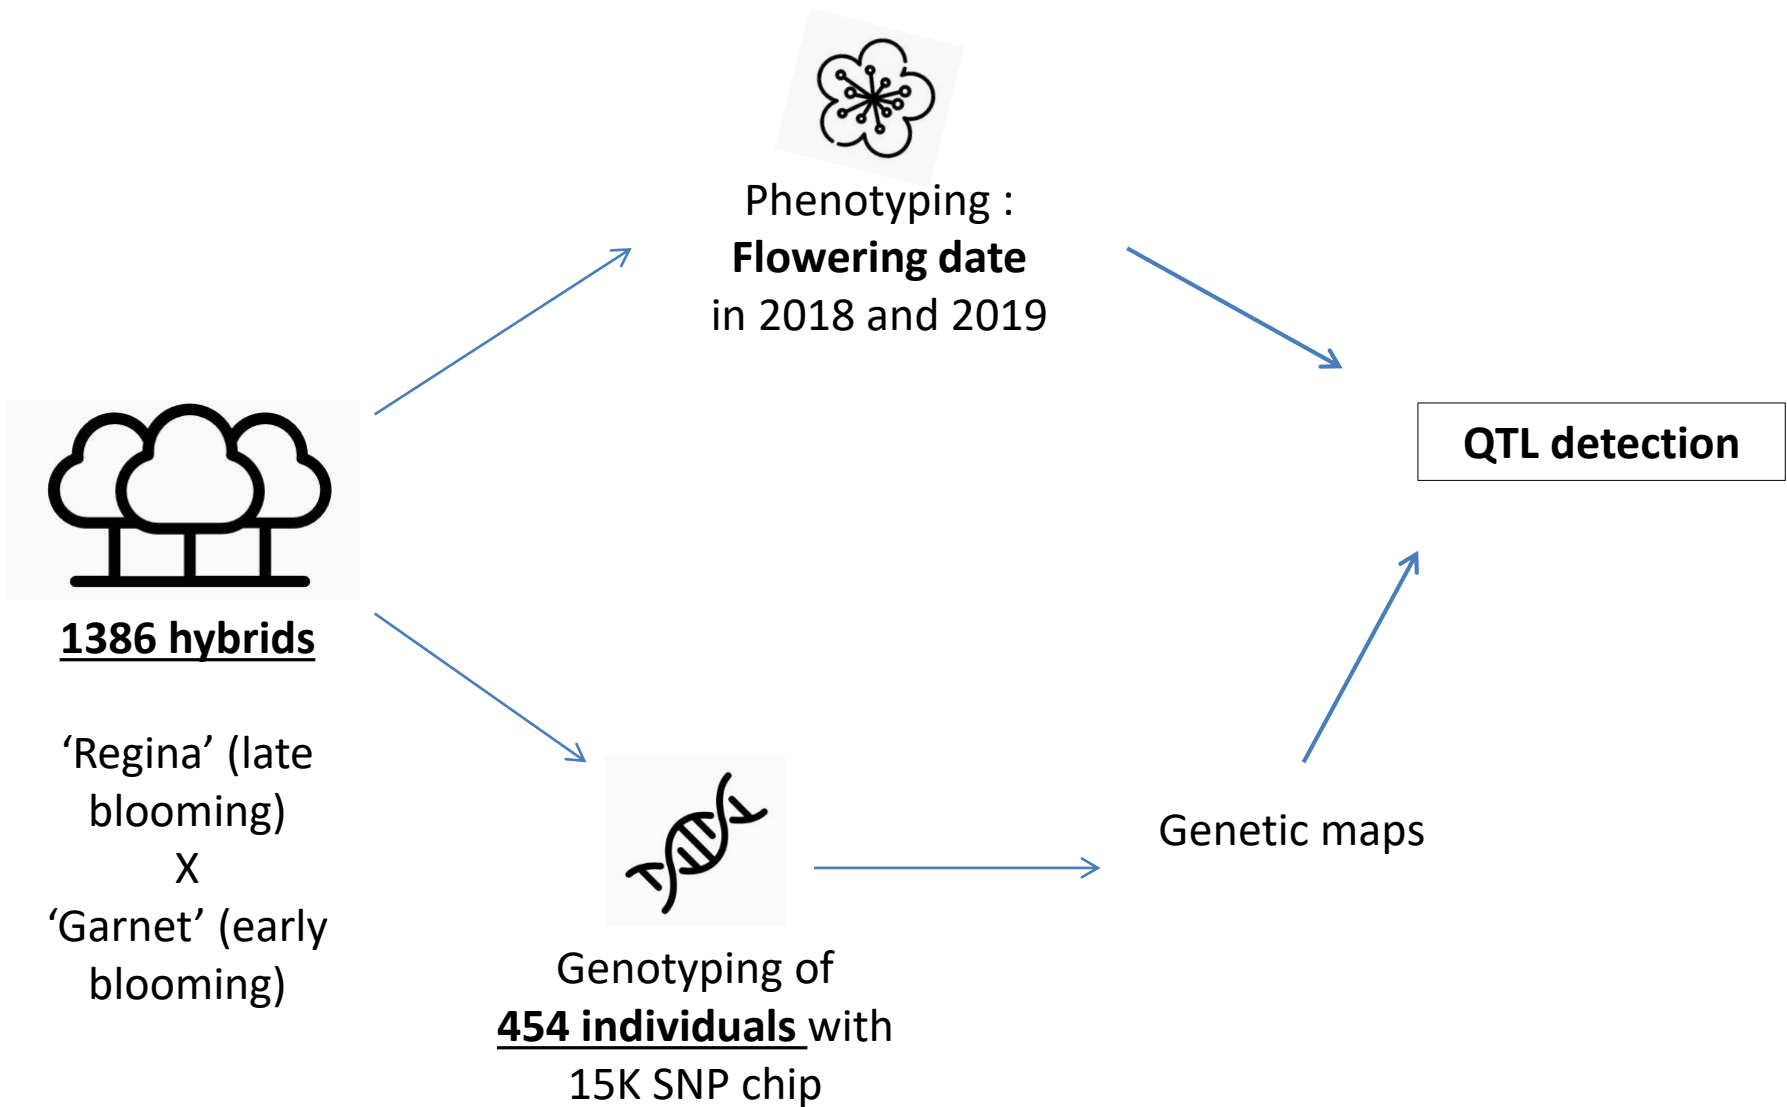 Phenotyping :
Flowering date
in 2018 and 2019
QTL detection
1386 hybrids
‘Regina’ (late
blooming)
X
‘Garnet’ (early
blooming)
Genetic maps
Genotyping of
454 individuals with
15K SNP chip